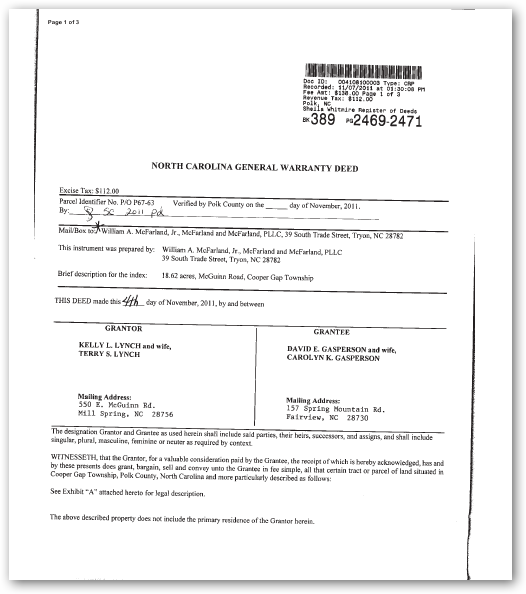 Page 1 of 3
Doc ID: 004108100003 Type: CRP
Recorded: 11/07/2011 at 01:30:08 PM
Fee Amt: $138.00 Page 1 of 3
Revenue Tax: $112.00
Polk, NC
Sheila Whitmire Register of Deeds
BK 389 PG 2469-2471
NORTH CAROLINA GENERAL WARRANTY DEED
Excise Tax: $112.00
Parcel Identifier No. P/O P67-63 Verified by Polk County on the ______ day of November, 2011.
By: SC 2011 pd
Mail/Box to: * William A. McFarland, Jr., McFarland and McFarland, PLLC, 39 South Trade Street, Tryon, NC 28782
This instrument was prepared by: William A. McFarland, Jr., McFarland and McFarland, PLLC
39 South Trade Street, Tryon, NC 28782
Brief description for the index: 18.62 acres, McGuinn Road, Cooper Gap Township
THIS DEED made this 4th day of November, 2011, by and between
GRANTOR GRANTEE
KELLY L. LYNCH and wife, DAVID E. GASPERSON and wife,
TERRY S. LYNCH CAROLYN K. GASPERSON
Mailing Address: Mailing Address:
550 E. McGuinn Rd. 157 Spring Mountain Rd.
Mill Spring, NC 28756 Fairview, NC 28730
The designation Grantor and Grantee as used herein shall include said parties, their heirs, successors, and assigns, and shall include
singular, plural, masculine, feminine or neuter as required by context.
WITNESSETH, that the Grantor, for a valuable consideration paid by the Grantee, the receipt of which is hereby acknowledged, has and
by these presents does grant, bargain, sell and convey unto the Grantee in fee simple, all that certain tract or parcel of land situated in
Cooper Gap Township, Polk County, North Carolina and more particularly described as follows:
See Exhibit "A" attached hereto for legal description.
The above described property does not include the primary residence of the Grantor herein.